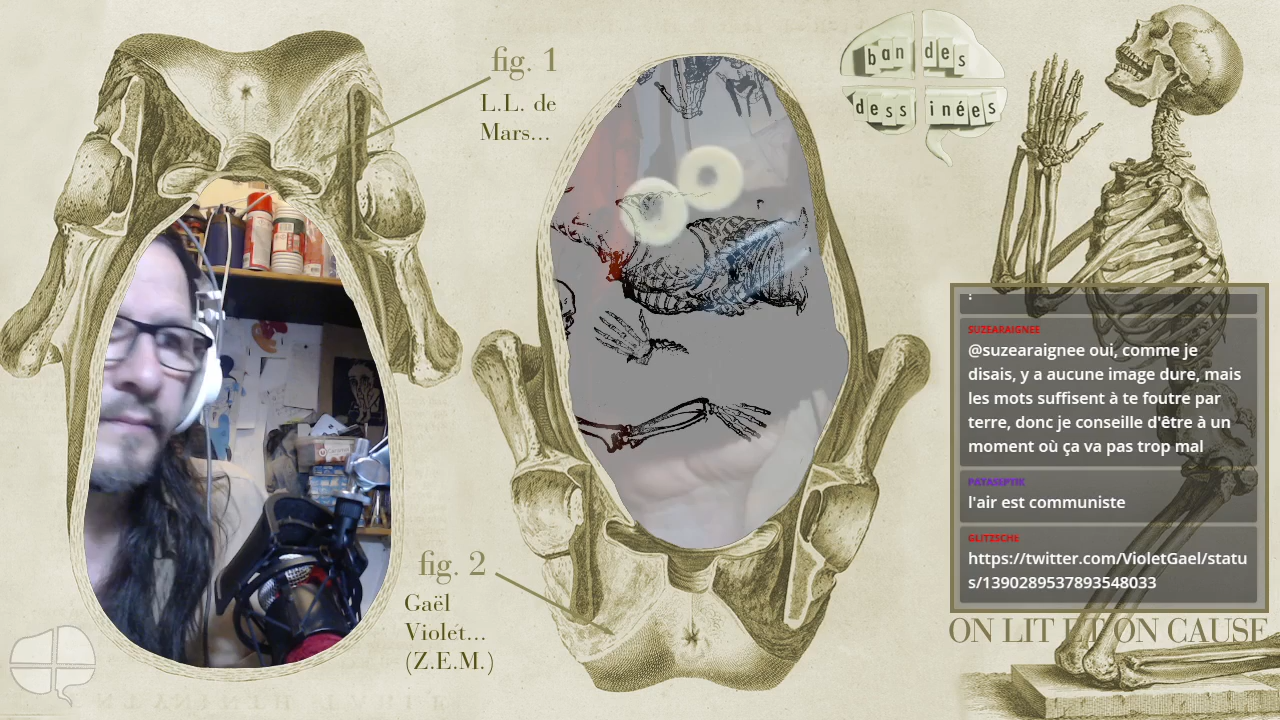 fig. 1
L.L. de
Mars...
fig. 2
Gaël
Violet...
(Z.E.M.)
ban des
dess inées
:
SUZEARAIGNEE
@suzearaignee oui, comme je
disais, y a aucune image dure, mais
les mots suffisent à te foutre par
terre, donc je conseille d'être à un
moment où ça va pas trop mal
PATASEPTIK
l'air est communiste
GLITZSCHE
https://twitter.com/VioletGael/statu
s/1390289537893548033
ON LIT ET ON CAUSE